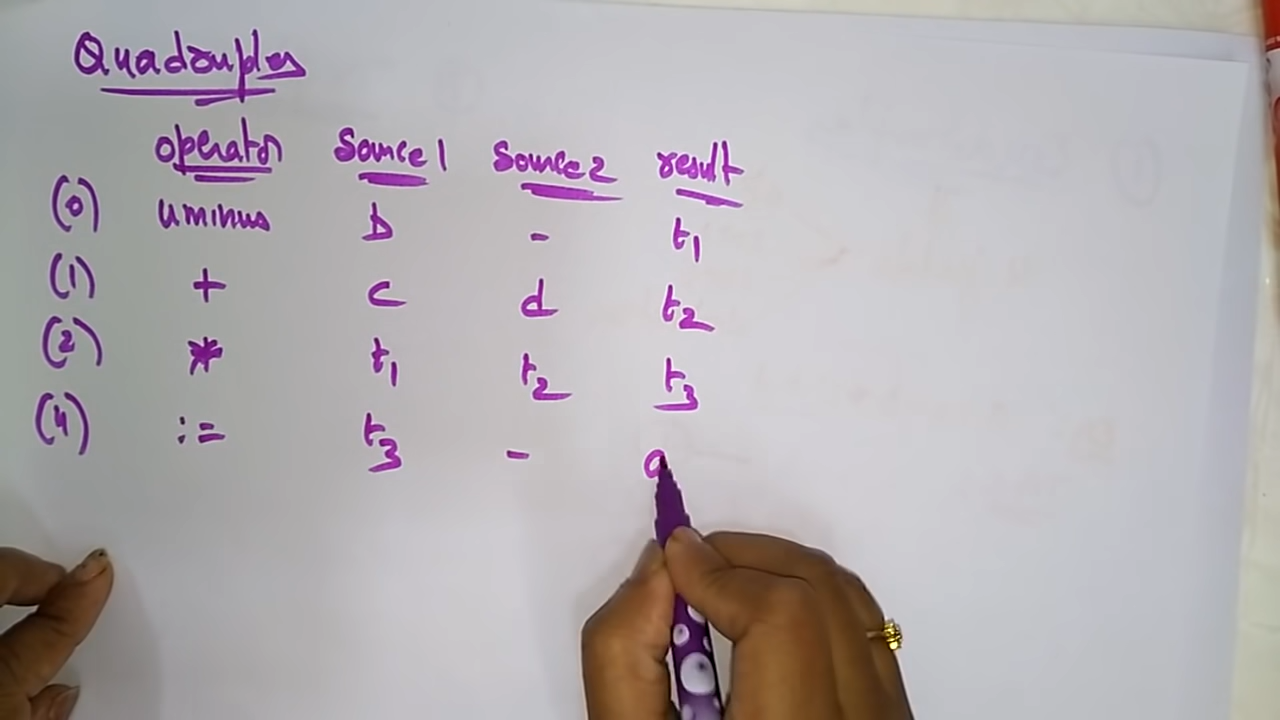 Quadruples
operator Source1 Source2 result
(0) uminus b - t1
(1) + c d t2
(2) * t1 t2 t3
(4) := t3 - a